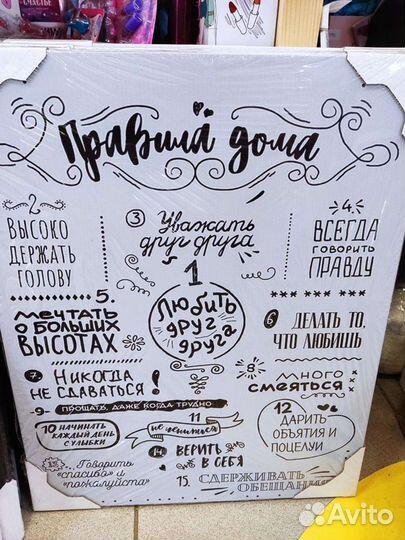 Правила дома
2
ВЫСОКО
ДЕРЖАТЬ
ГОЛОВУ
3
Уважать
друг друга
4.
ВСЕГДА
ГОВОРИТЬ
ПРАВДУ
1
ЛЮБИТЬ
ДРУГ
ДРУГА
5.
МЕЧТАТЬ
О БОЛЬШИХ
ВЫСОТАХ
6
ДЕЛАТЬ ТО,
ЧТО ЛЮБИШЬ
7
НИКОГДА
НЕ СДАВАТЬСЯ!
8
МНОГО
СМЕЯТЬСЯ
-9-
ПРОЩАТЬ, ДАЖЕ КОГДА ТРУДНО
10 НАЧИНАТЬ
КАЖДЫЙ ДЕНЬ
С УЛЫБКИ
11
не лениться
12
ДАРИТЬ
ОБЪЯТИЯ И
ПОЦЕЛУИ
13.
Говорить
"спасибо" и
"пожалуйста"
14
ВЕРИТЬ
В СЕБЯ
15.
СДЕРЖИВАТЬ
ОБЕЩАНИЯ
Avito